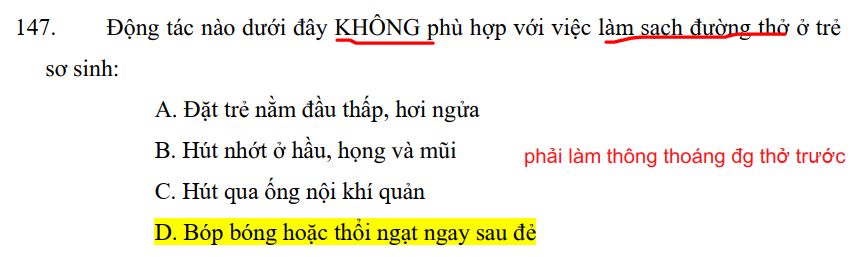 147. Động tác nào dưới đây KHÔNG phù hợp với việc làm sạch đường thở ở trẻ
sơ sinh:
A. Đặt trẻ nằm đầu thấp, hơi ngửa
B. Hút nhớt ở hầu, họng và mũi
phải làm thông thoáng đg thở trước
C. Hút qua ống nội khí quản
D. Bóp bóng hoặc thổi ngạt ngay sau đẻ